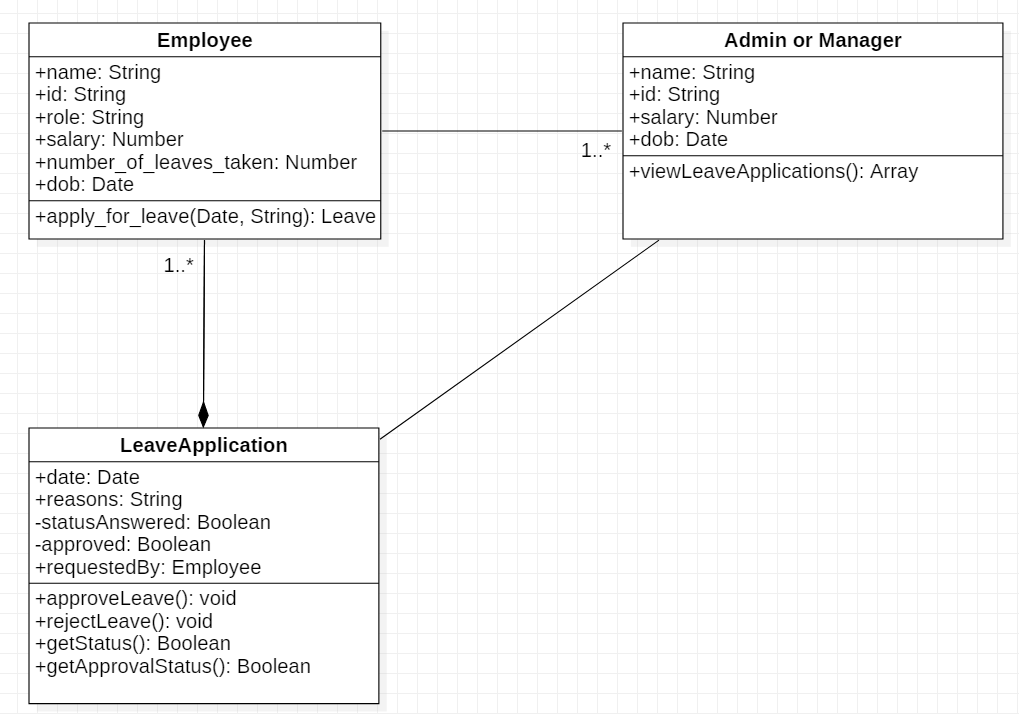 Employee
+name: String
+id: String
+role: String
+salary: Number
+number_of_leaves_taken: Number
+dob: Date
+apply_for_leave(Date, String): Leave
Admin or Manager
+name: String
+id: String
+salary: Number
+dob: Date
+viewLeaveApplications(): Array
1..*
1..*
LeaveApplication
+date: Date
+reasons: String
-statusAnswered: Boolean
-approved: Boolean
+requestedBy: Employee
+approveLeave(): void
+rejectLeave(): void
+getStatus(): Boolean
+getApprovalStatus(): Boolean